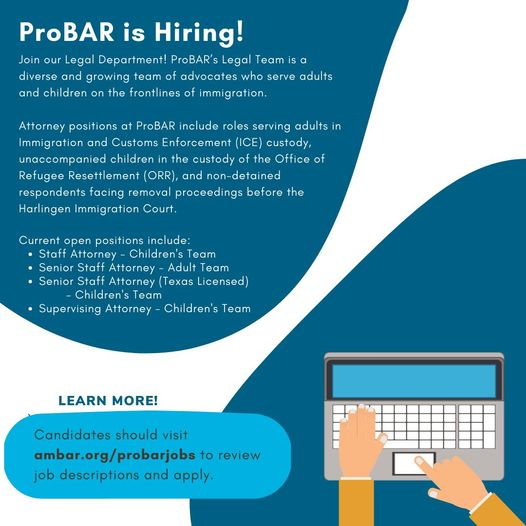 ProBAR is Hiring!
Join our Legal Department! ProBAR's Legal Team is a
diverse and growing team of advocates who serve adults
and children on the frontlines of immigration.
Attorney positions at ProBAR include roles serving adults in
Immigration and Customs Enforcement (ICE) custody,
unaccompanied children in the custody of the Office of
Refugee Resettlement (ORR), and non-detained
respondents facing removal proceedings before the
Harlingen Immigration Court.
Current open positions include:
• Staff Attorney - Children's Team
• Senior Staff Attorney - Adult Team
• Senior Staff Attorney (Texas Licensed)
- Children's Team
• Supervising Attorney - Children's Team
LEARN MORE!
Candidates should visit
ambar.org/probarjobs to review
job descriptions and apply.